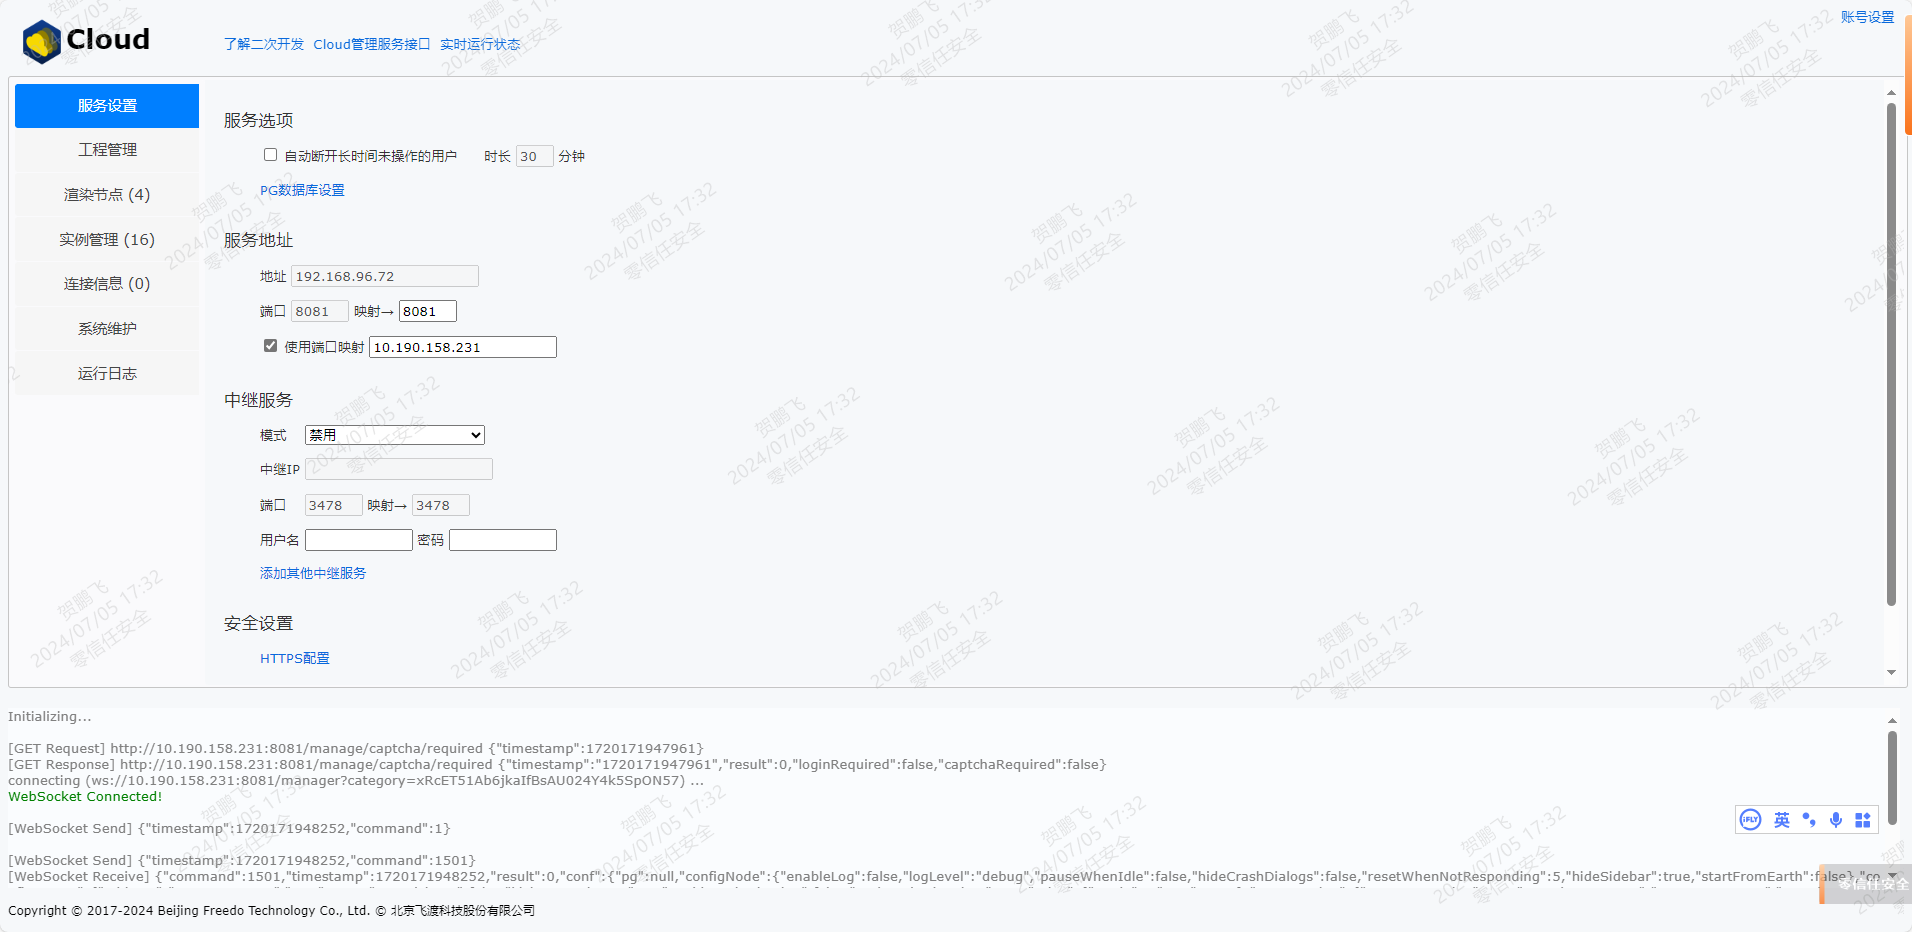 Cloud
了解二次开发 Cloud管理服务接口 实时运行状态
账号设置
服务设置
工程管理
渲染节点 (4)
实例管理 (16)
连接信息 (0)
系统维护
运行日志
服务选项
自动断开长时间未操作的用户 时长 30 分钟
PG数据库设置
服务地址
地址 192.168.96.72
端口 8081 映射→ 8081
使用端口映射 10.190.158.231
中继服务
模式 禁用
中继IP
端口 3478 映射→ 3478
用户名 密码
添加其他中继服务
安全设置
HTTPS配置
Initializing...
[GET Request] http://10.190.158.231:8081/manage/captcha/required {"timestamp":1720171947961}
[GET Response] http://10.190.158.231:8081/manage/captcha/required {"timestamp":"1720171947961","result":0,"loginRequired":false,"captchaRequired":false}
connecting (ws://10.190.158.231:8081/manager?category=xRcET51Ab6jkaIfBsAU024Y4k5SpON57) ...
WebSocket Connected!
[WebSocket Send] {"timestamp":1720171948252,"command":1}
[WebSocket Send] {"timestamp":1720171948252,"command":1501}
[WebSocket Receive] {"command":1501,"timestamp":1720171948252,"result":0,"conf":{"pg":null,"configNode":{"enableLog":false,"logLevel":"debug","pauseWhenIdle":false,"hideCrashDialogs":false,"resetWhenNotResponding":5,"hideSidebar":true,"startFromEarth":false},
iFLY 英
零信任安全
Copyright © 2017-2024 Beijing Freedo Technology Co., Ltd. © 北京飞渡科技股份有限公司
贺鹏飞
2024/07/05 17:32
零信任安全